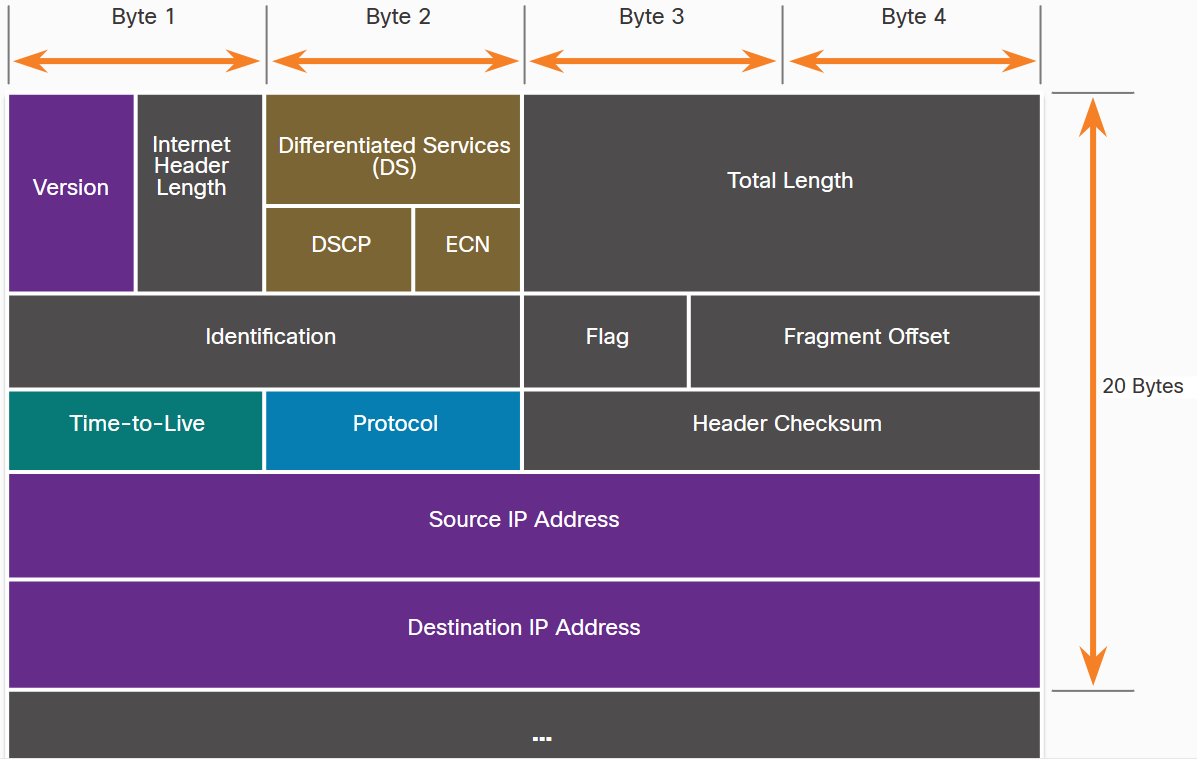 Byte 1
Byte 2
Byte 3
Byte 4
Version
Internet
Header
Length
Differentiated Services
(DS)
DSCP
ECN
Total Length
Identification
Flag
Fragment Offset
20 Bytes
Time-to-Live
Protocol
Header Checksum
Source IP Address
Destination IP Address
...